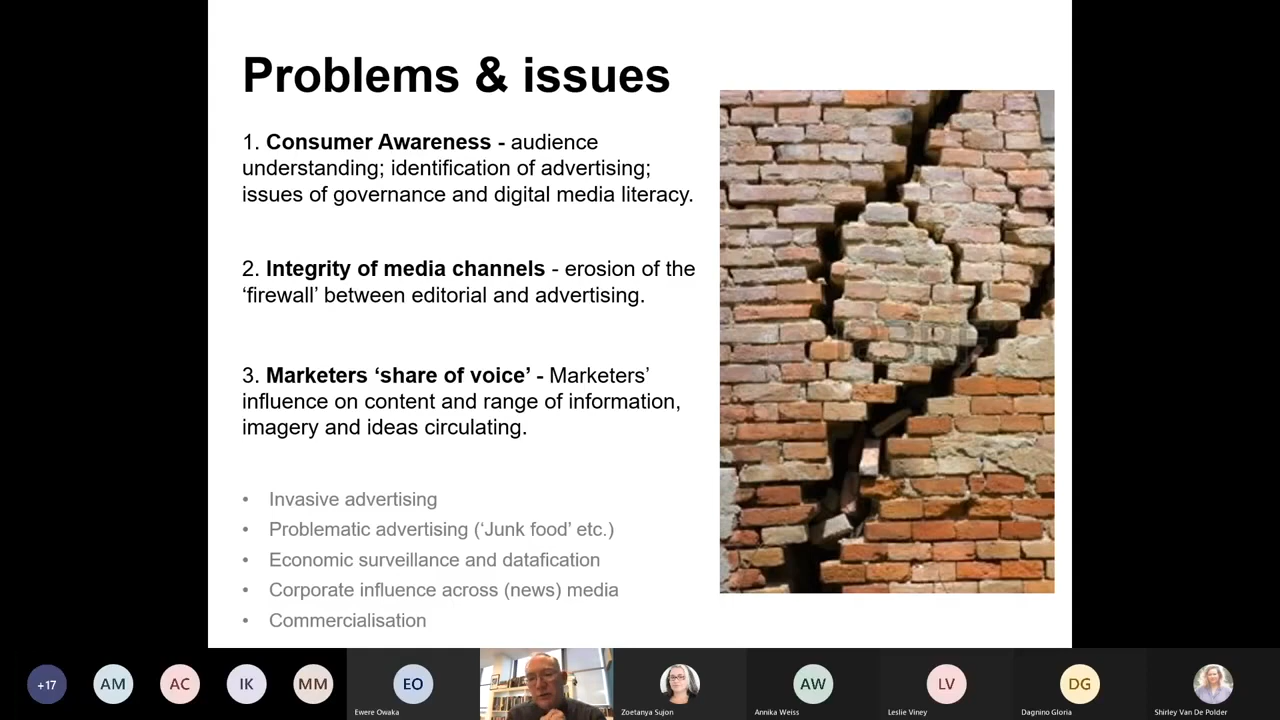 Problems & issues
1. Consumer Awareness - audience
understanding; identification of advertising;
issues of governance and digital media literacy.
2. Integrity of media channels - erosion of the
‘firewall’ between editorial and advertising.
3. Marketers ‘share of voice’ - Marketers’
influence on content and range of information,
imagery and ideas circulating.
• Invasive advertising
• Problematic advertising (‘Junk food’ etc.)
• Economic surveillance and datafication
• Corporate influence across (news) media
• Commercialisation
+17
AM
AC
IK
MM
EO
AW
LV
DG
Ewere Owaka
Zoetanya Sujon
Annika Weiss
Leslie Viney
Dagnino Gloria
Shirley Van De Polder